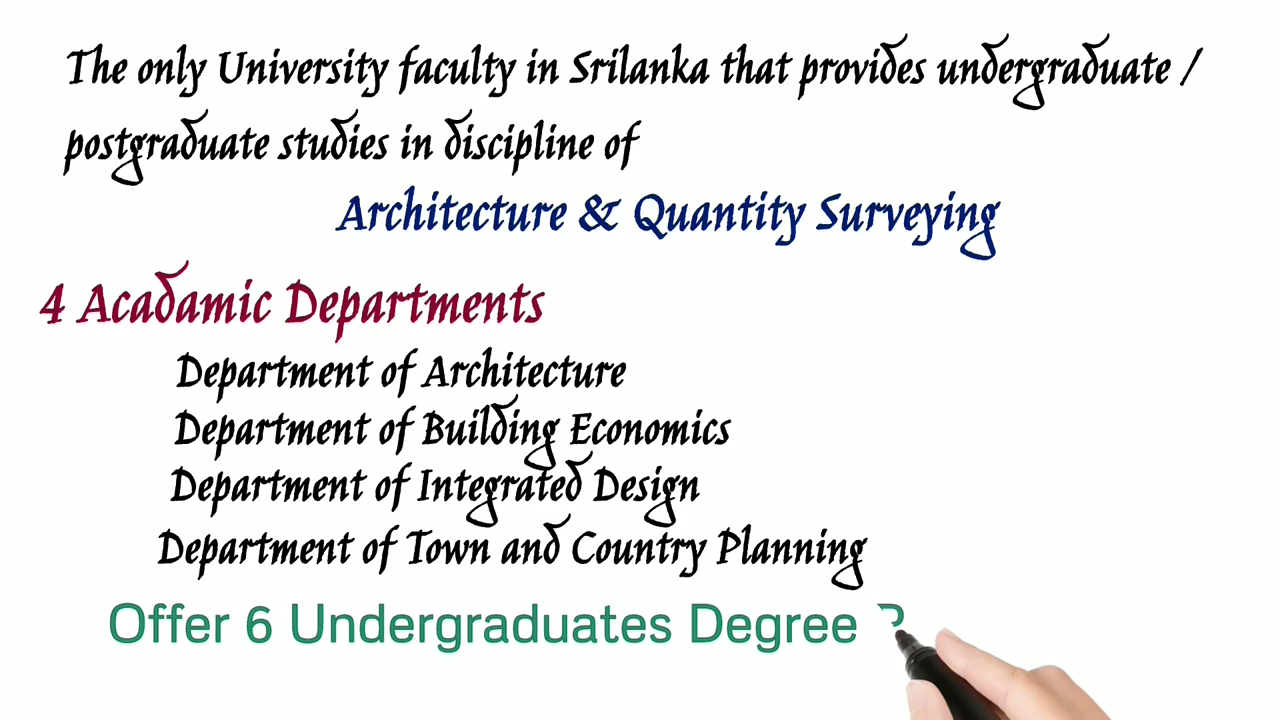 The only University faculty in Srilanka that provides undergraduate /
postgraduate studies in discipline of
Architecture & Quantity Surveying
4 Acadamic Departments
Department of Architecture
Department of Building Economics
Department of Integrated Design
Department of Town and Country Planning
Offer 6 Undergraduates Degree